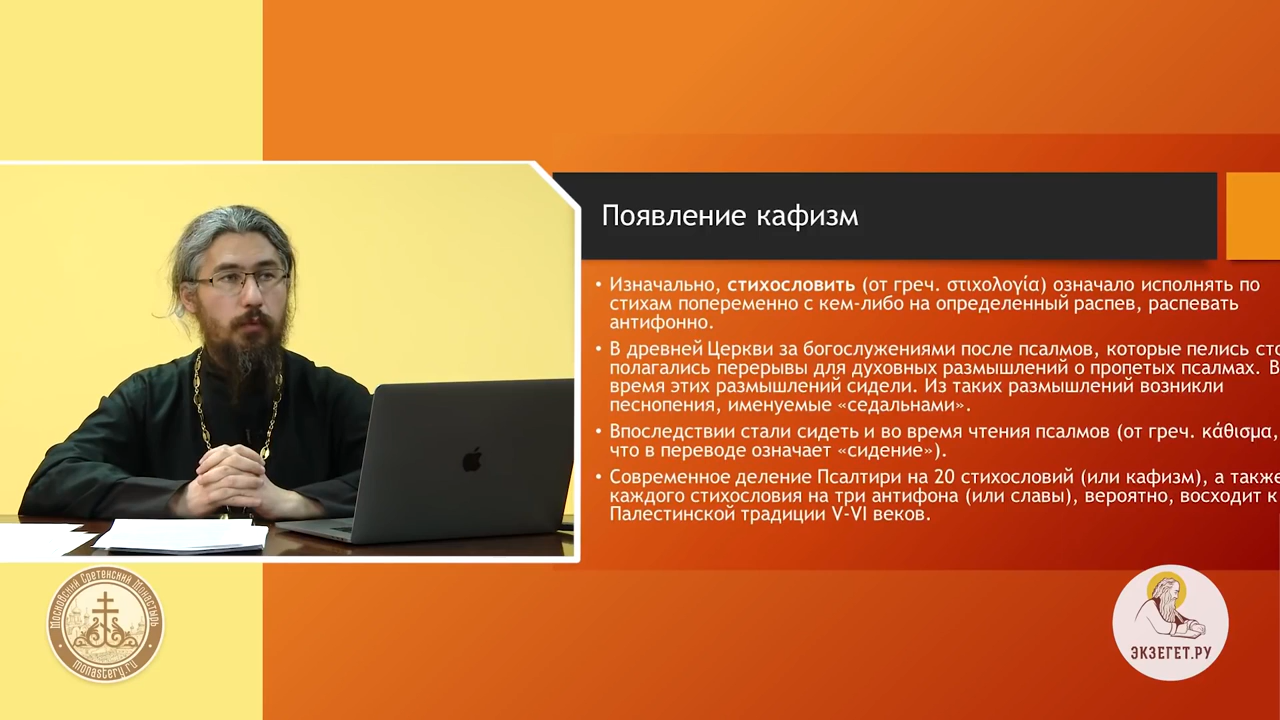 Появление кафизм
• Изначально, стихословить (от греч. στιχολογία) означало исполнять по
стихам попеременно с кем-либо на определенный распев, распевать
антифонно.
• В древней Церкви за богослужениями после псалмов, которые пелись
полагались перерывы для духовных размышлений о пропетых псалмах. В
время этих размышлений сидели. Из таких размышлений возникли
песнопения, именуемые «седальнами».
• Впоследствии стали сидеть и во время чтения псалмов (от греч. κάθισμα,
что в переводе означает «сидение»).
• Современное деление Псалтири на 20 стихословий (или кафизм), а также
каждого стихословия на три антифона (или славы), вероятно, восходит к
Палестинской традиции V-VI веков.
Московский Сретенский Монастырь
monastery.ru
ЭКЗЕГЕТ.РУ